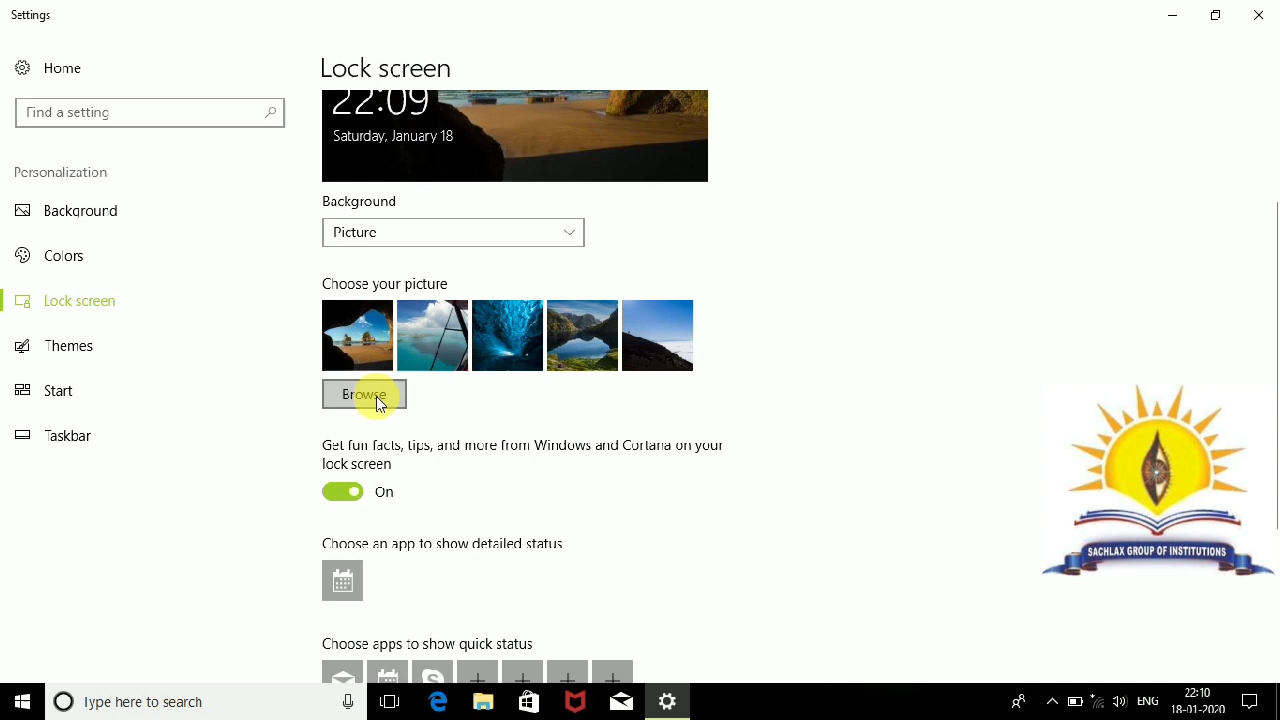 Settings
Home
Find a setting
Personalization
Background
Colors
Lock screen
Themes
Start
Taskbar
Lock screen
22:09
Saturday, January 18
Background
Picture
Choose your picture
Browse
Get fun facts, tips, and more from Windows and Cortana on your
lock screen
On
Choose an app to show detailed status
Choose apps to show quick status
SACHLAX GROUP OF INSTITUTIONS
Type here to search
ENG
22:10
18-01-2020